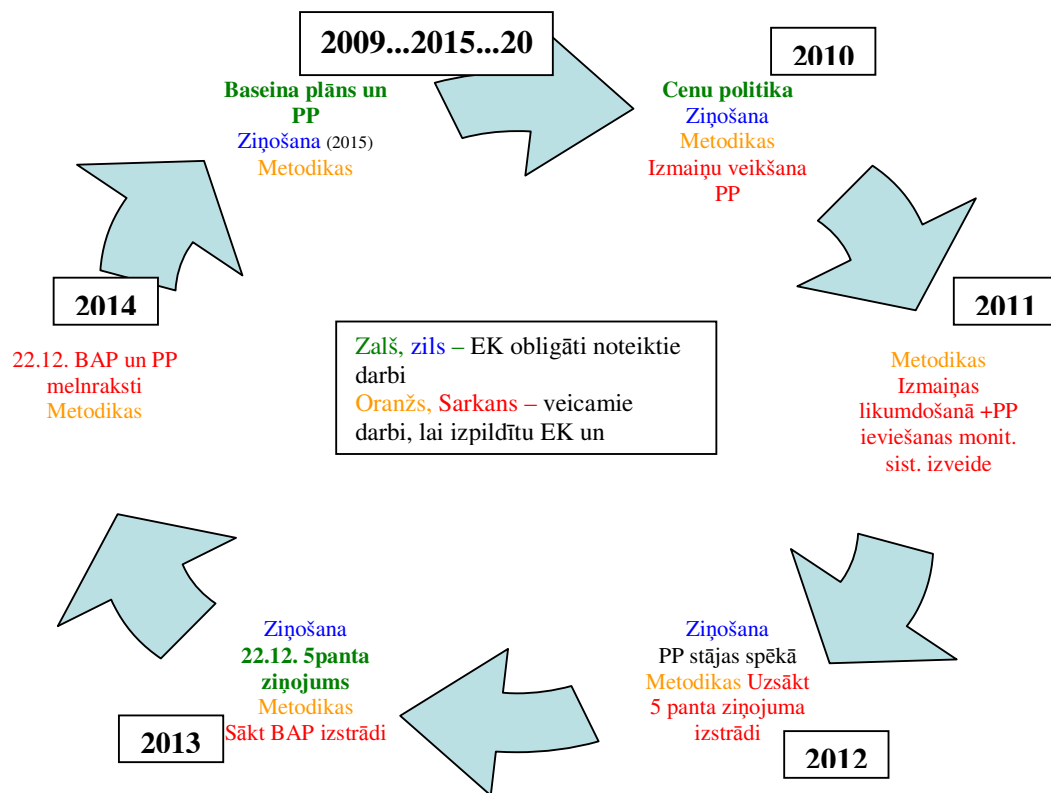 2009...2015...20
Baseina plāns un
PP
Ziņošana (2015)
Metodikas
2010
Cenu politika
Ziņošana
Metodikas
Izmaiņu veikšana
PP
2011
Metodikas
Izmaiņas
likumdošanā +PP
ieviešanas monit.
sist. izveide
2012
Ziņošana
PP stājas spēkā
Metodikas Uzsākt
5 panta ziņojuma
izstrādi
2013
Ziņošana
22.12. 5panta
ziņojums
Metodikas
Sākt BAP izstrādi
2014
22.12. BAP un PP
melnraksti
Metodikas
Zalš, zils – EK obligāti noteiktie
darbi
Oranžs, Sarkans – veicamie
darbi, lai izpildītu EK un